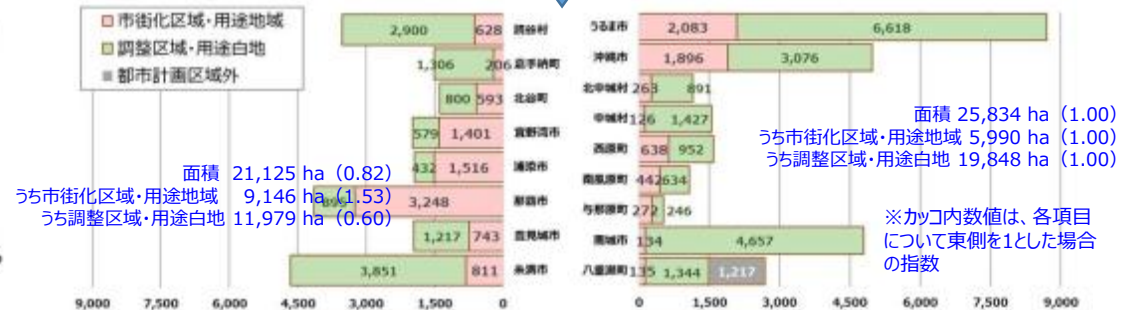 市街化区域・用途地域
調整区域・用途白地
都市計画区域外
2,900 628 読谷村
1,306 206 嘉手納町
800 593 北谷町
579 1,401 宜野湾市
432 1,516 浦添市
895 3,248 那覇市
1,217 743 豊見城市
3,851 811 糸満市
面積 21,125 ha (0.82)
うち市街化区域・用途地域 9,146 ha (1.53)
うち調整区域・用途白地 11,979 ha (0.60)
9,000 7,500 6,000 4,500 3,000 1,500 0
うるま市 2,083 6,618
沖縄市 1,896 3,076
北中城村 263 891
中城村 126 1,427
西原町 638 952
南風原町 442 634
与那原町 272 246
南城市 134 4,657
八重瀬町 135 1,344 1,217
面積 25,834 ha (1.00)
うち市街化区域・用途地域 5,990 ha (1.00)
うち調整区域・用途白地 19,848 ha (1.00)
※カッコ内数値は、各項目
について東側を1とした場合
の指数
0 1,500 3,000 4,500 6,000 7,500 9,000